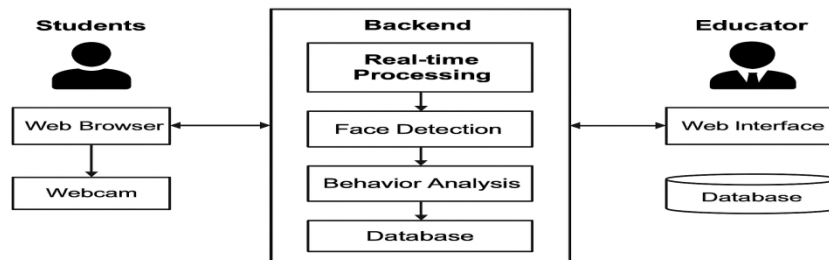 Students
Web Browser
Webcam
Backend
Real-time
Processing
Face Detection
Behavior Analysis
Database
Educator
Web Interface
Database